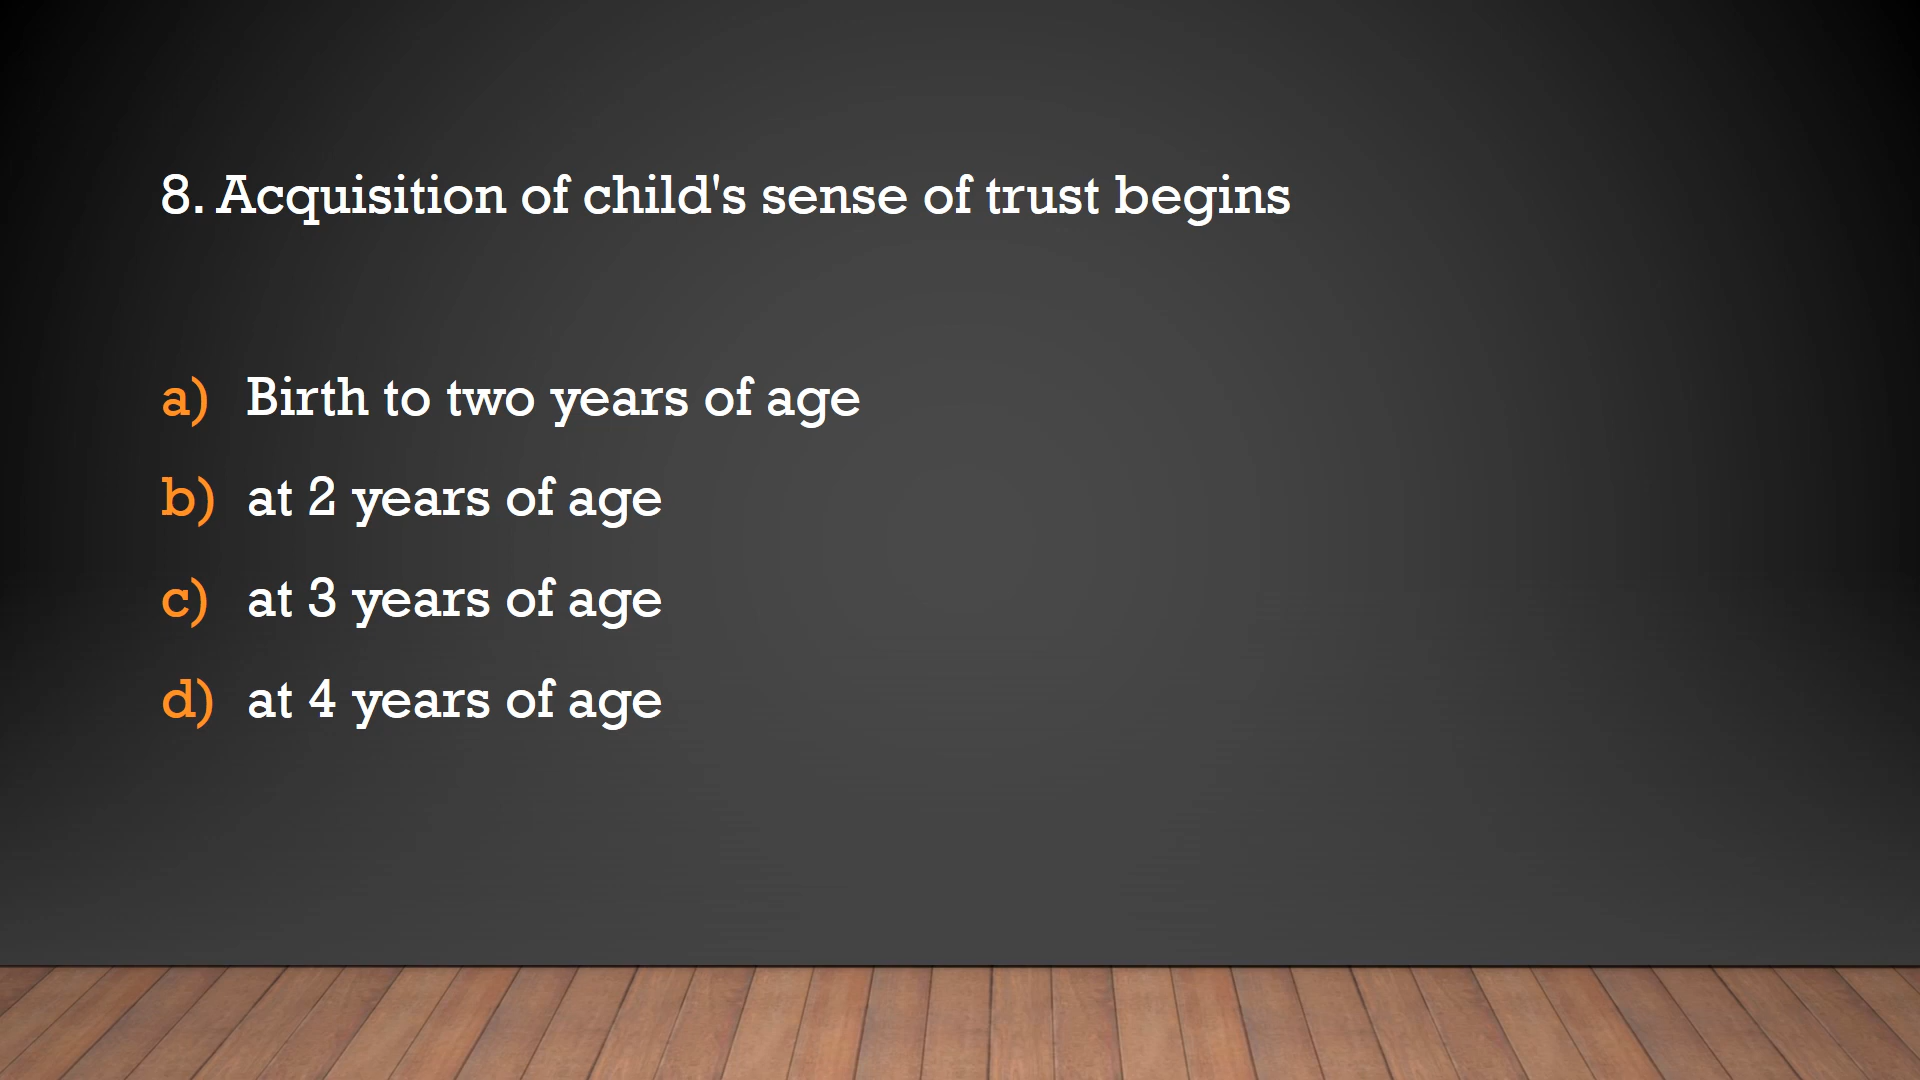 8. Acquisition of child's sense of trust begins
a) Birth to two years of age
b) at 2 years of age
c) at 3 years of age
d) at 4 years of age